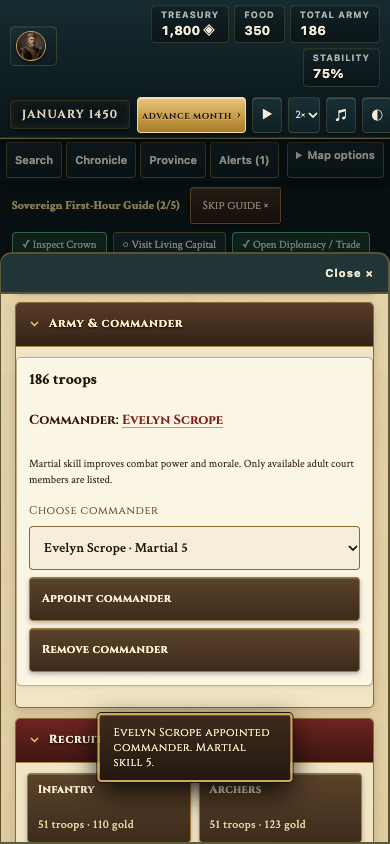 TREASURY
1,800 ◈
FOOD
350
TOTAL ARMY
186
STABILITY
75%
JANUARY 1450
ADVANCE MONTH ›
2×
Search
Chronicle
Province
Alerts (1)
▶ Map options
Sovereign First-Hour Guide (2/5)
SKIP GUIDE ×
✓ Inspect Crown
○ Visit Living Capital
✓ Open Diplomacy / Trade
Close ×
ARMY & COMMANDER
186 troops
COMMANDER: EVELYN SCROPE
Martial skill improves combat power and morale. Only available adult court
members are listed.
CHOOSE COMMANDER
Evelyn Scrope · Martial 5
APPOINT COMMANDER
REMOVE COMMANDER
EVELYN SCROPE APPOINTED
COMMANDER. MARTIAL
SKILL 5.
INFANTRY
51 troops · 110 gold
ARCHERS
51 troops · 123 gold